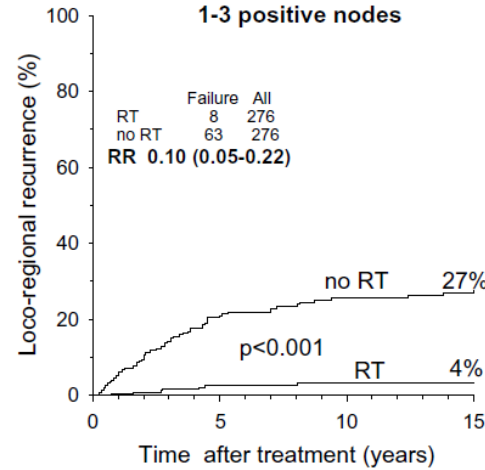 1-3 positive nodes
Loco-regional recurrence (%)
100
80
60
40
20
0
Failure All
RT 8 276
no RT 63 276
RR 0.10 (0.05-0.22)
no RT 27%
p<0.001
RT 4%
0 5 10 15
Time after treatment (years)